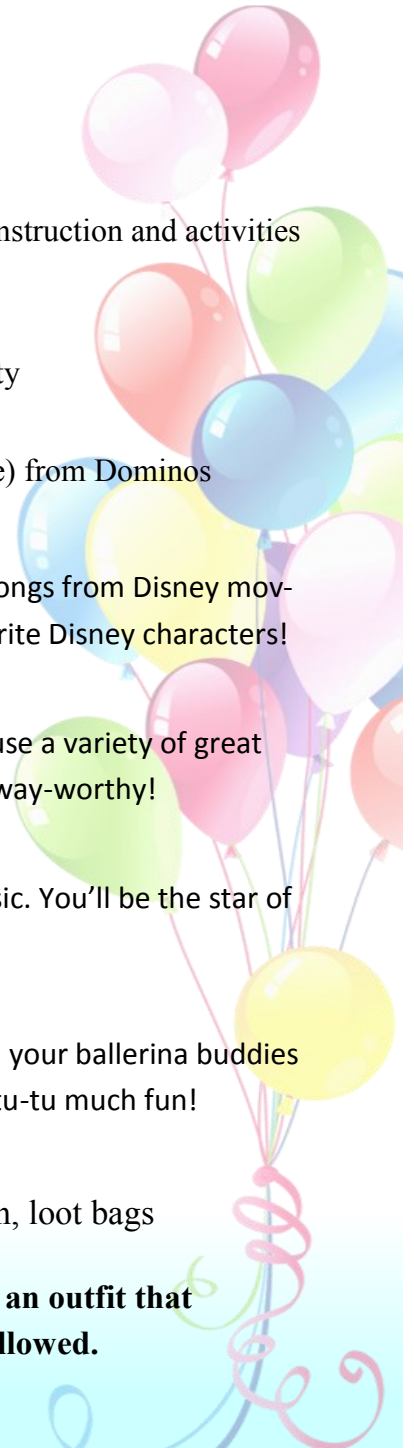 nstruction and activities
ty
e) from Dominos
ongs from Disney mov-
rite Disney characters!
use a variety of great
way-worthy!
sic. You’ll be the star of
your ballerina buddies
tu-tu much fun!
n, loot bags
an outfit that
llowed.